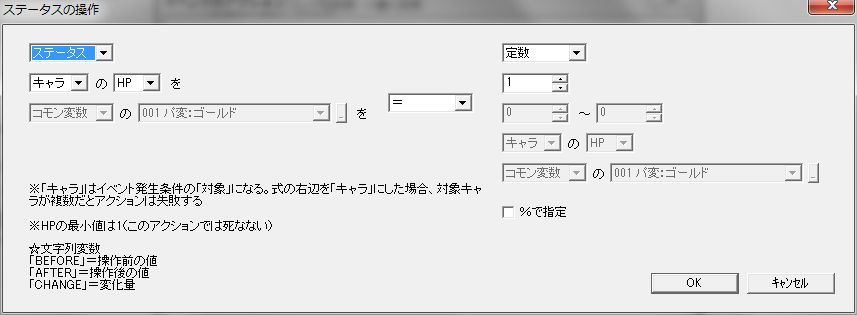 ステータスの操作
ステータス
定数
キャラ の HP を
1
コモン変数 の 001 パ変:ゴールド _ を
＝
0 ～ 0
キャラ の HP
コモン変数 の 001 パ変:ゴールド _
※「キャラ」はイベント発生条件の「対象」になる。式の右辺を「キャラ」にした場合、対象キャ
ラが複数だとアクションは失敗する
%で指定
※HPの最小値は1(このアクションでは死なない)
☆文字列変数
「BEFORE」＝操作前の値
「AFTER」＝操作後の値
「CHANGE」＝変化量
OK
キャンセル